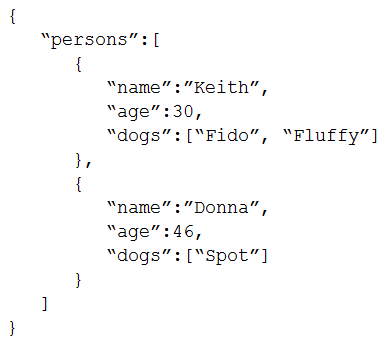 {
“persons”:[
{
“name”:”Keith”,
“age”:30,
“dogs”:[“Fido”, “Fluffy”]
},
{
“name”:”Donna”,
“age”:46,
“dogs”:[“Spot”]
}
]
}